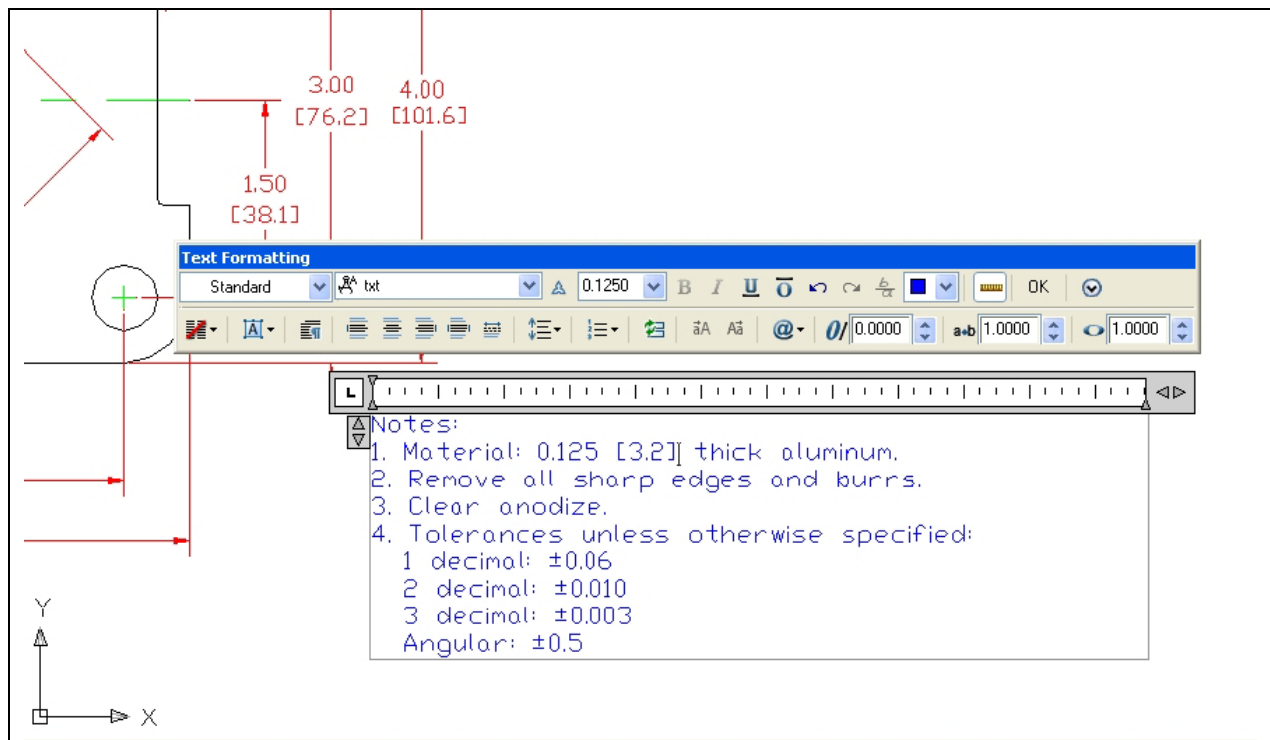 3.00
[76.2]
4.00
[101.6]
1.50
[38.1]
Text Formatting
Standard txt 0.1250 B I U O b/a OK
A ¶ äA Aä @ 0/ 0.0000 a•b 1.0000 1.0000
L
Notes:
1. Material: 0.125 [3.2] thick aluminum.
2. Remove all sharp edges and burrs.
3. Clear anodize.
4. Tolerances unless otherwise specified:
1 decimal: ±0.06
2 decimal: ±0.010
3 decimal: ±0.003
Angular: ±0.5
Y
X